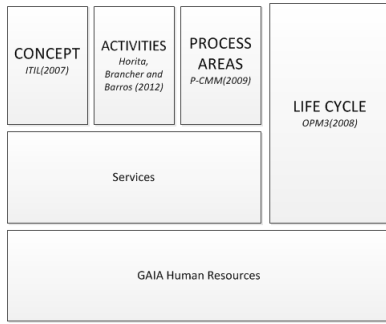 CONCEPT
ITIL(2007)
ACTIVITIES
Horita,
Brancher and
Barros (2012)
PROCESS
AREAS
P-CMM(2009)
LIFE CYCLE
OPM3(2008)
Services
GAIA Human Resources